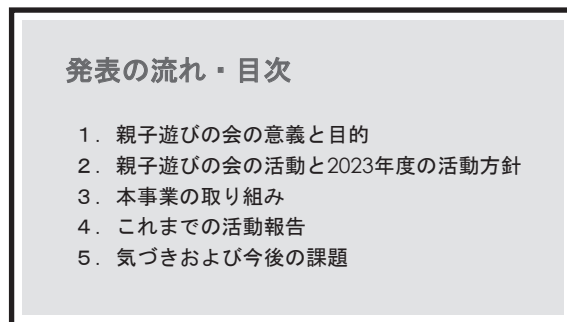 発表の流れ・目次
１．親子遊びの会の意義と目的
２．親子遊びの会の活動と2023年度の活動方針
３．本事業の取り組み
４．これまでの活動報告
５．気づきおよび今後の課題